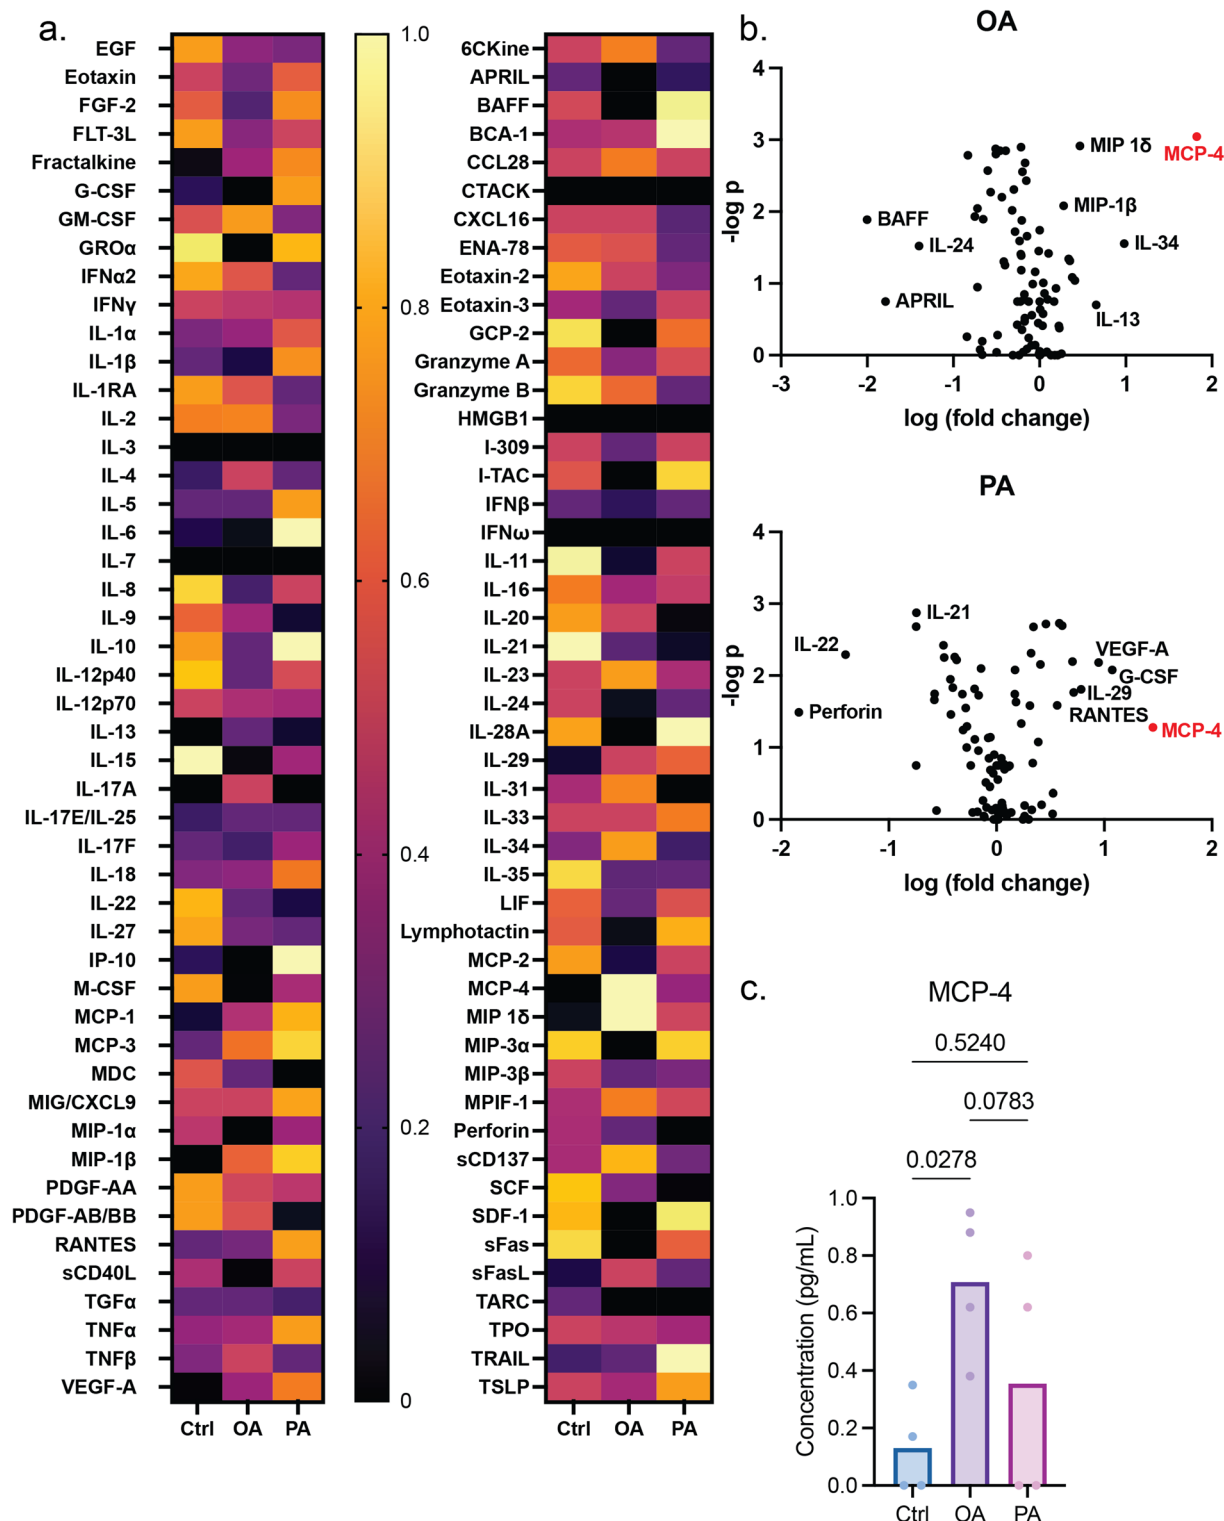 a.
EGF
Eotaxin
FGF-2
FLT-3L
Fractalkine
G-CSF
GM-CSF
GROα
IFNα2
IFNγ
IL-1α
IL-1β
IL-1RA
IL-2
IL-3
IL-4
IL-5
IL-6
IL-7
IL-8
IL-9
IL-10
IL-12p40
IL-12p70
IL-13
IL-15
IL-17A
IL-17E/IL-25
IL-17F
IL-18
IL-22
IL-27
IP-10
M-CSF
MCP-1
MCP-3
MDC
MIG/CXCL9
MIP-1α
MIP-1β
PDGF-AA
PDGF-AB/BB
RANTES
sCD40L
TGFα
TNFα
TNFβ
VEGF-A
Ctrl OA PA
1.0
0.8
0.6
0.4
0.2
0
6CKine
APRIL
BAFF
BCA-1
CCL28
CTACK
CXCL16
ENA-78
Eotaxin-2
Eotaxin-3
GCP-2
Granzyme A
Granzyme B
HMGB1
I-309
I-TAC
IFNβ
IFNω
IL-11
IL-16
IL-20
IL-21
IL-23
IL-24
IL-28A
IL-29
IL-31
IL-33
IL-34
IL-35
LIF
Lymphotactin
MCP-2
MCP-4
MIP 1δ
MIP-3α
MIP-3β
MPIF-1
Perforin
sCD137
SCF
SDF-1
sFas
sFasL
TARC
TPO
TRAIL
TSLP
Ctrl OA PA
b.
OA
4
3
2
1
0
-log p
MIP 1δ
MCP-4
MIP-1β
BAFF
IL-24
IL-34
APRIL
IL-13
-3 -2 -1 0 1 2
log (fold change)
PA
4
3
2
1
0
-log p
IL-21
IL-22
VEGF-A
G-CSF
IL-29
Perforin
RANTES
MCP-4
-2 -1 0 1 2
log (fold change)
c.
MCP-4
0.5240
0.0783
0.0278
1.0
0.8
0.6
0.4
0.2
0.0
Concentration (pg/mL)
Ctrl OA PA